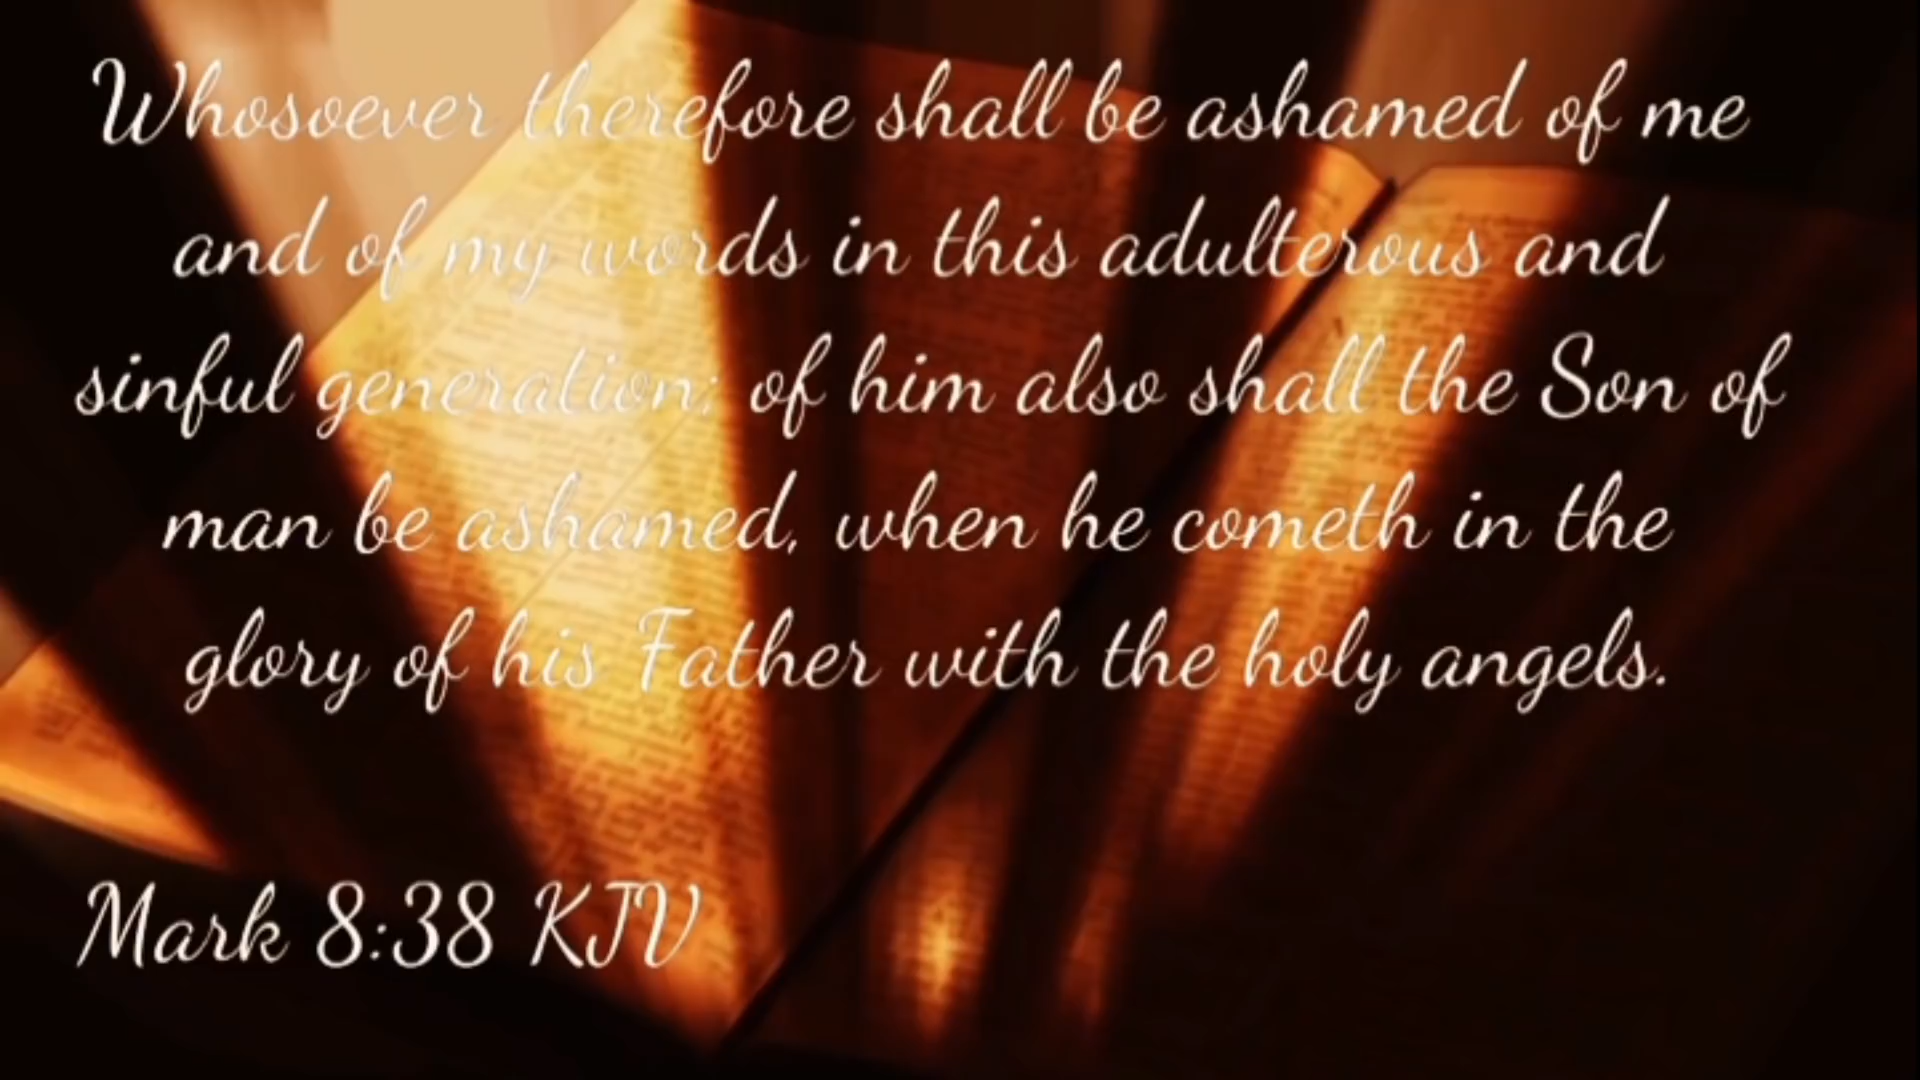 Whosoever therefore shall be ashamed of me
and of my words in this adulterous and
sinful generation; of him also shall the Son of
man be ashamed, when he cometh in the
glory of his Father with the holy angels.
Mark 8:38 KJV